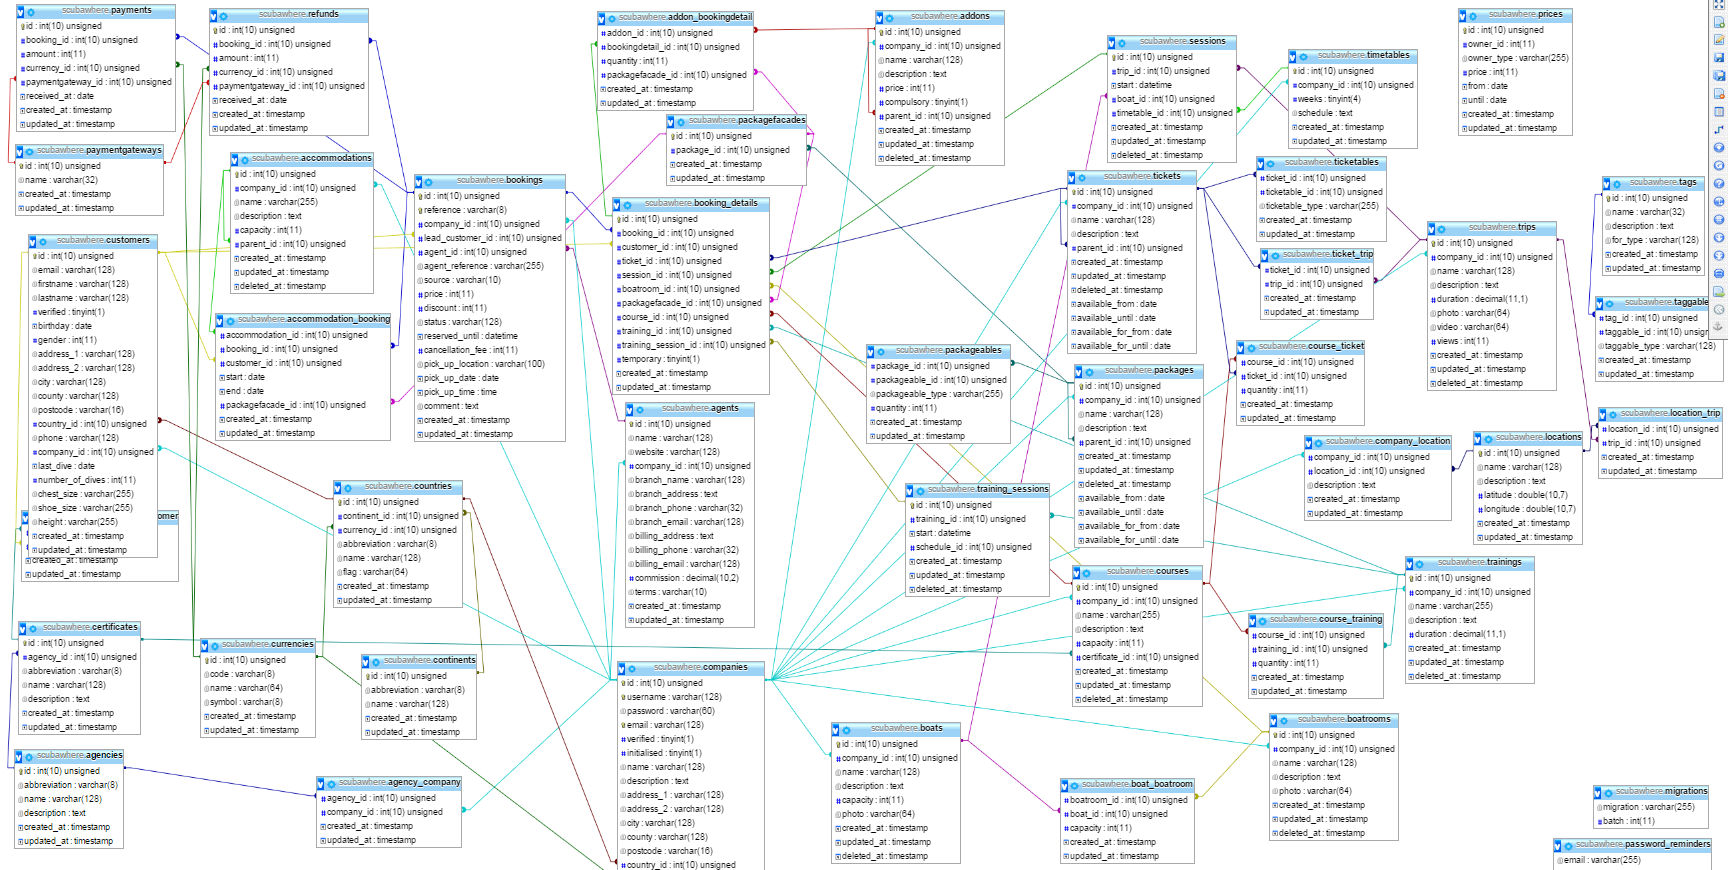 scubawhere.payments
id : int(10) unsigned
booking_id : int(10) unsigned
amount : int(11)
currency_id : int(10) unsigned
paymentgateway_id : int(10) unsigned
received_at : date
created_at : timestamp
updated_at : timestamp
scubawhere.refunds
id : int(10) unsigned
booking_id : int(10) unsigned
amount : int(11)
currency_id : int(10) unsigned
paymentgateway_id : int(10) unsigned
received_at : date
created_at : timestamp
updated_at : timestamp
scubawhere.addon_bookingdetail
addon_id : int(10) unsigned
bookingdetail_id : int(10) unsigned
quantity : int(11)
packagefacade_id : int(10) unsigned
created_at : timestamp
updated_at : timestamp
scubawhere.addons
id : int(10) unsigned
company_id : int(10) unsigned
name : varchar(128)
description : text
price : int(11)
compulsory : tinyint(1)
parent_id : int(10) unsigned
created_at : timestamp
updated_at : timestamp
deleted_at : timestamp
scubawhere.sessions
id : int(10) unsigned
trip_id : int(10) unsigned
start : datetime
boat_id : int(10) unsigned
timetable_id : int(10) unsigned
created_at : timestamp
updated_at : timestamp
deleted_at : timestamp
scubawhere.timetables
id : int(10) unsigned
company_id : int(10) unsigned
weeks : tinyint(4)
schedule : text
created_at : timestamp
updated_at : timestamp
scubawhere.prices
id : int(10) unsigned
owner_id : int(11)
owner_type : varchar(255)
price : int(11)
from : date
until : date
created_at : timestamp
updated_at : timestamp
scubawhere.paymentgateways
id : int(10) unsigned
name : varchar(32)
created_at : timestamp
updated_at : timestamp
scubawhere.accommodations
id : int(10) unsigned
company_id : int(10) unsigned
name : varchar(255)
description : text
capacity : int(11)
parent_id : int(10) unsigned
created_at : timestamp
updated_at : timestamp
deleted_at : timestamp
scubawhere.packagefacades
id : int(10) unsigned
package_id : int(10) unsigned
created_at : timestamp
updated_at : timestamp
scubawhere.bookings
id : int(10) unsigned
reference : varchar(8)
company_id : int(10) unsigned
lead_customer_id : int(10) unsigned
agent_id : int(10) unsigned
agent_reference : varchar(255)
source : varchar(10)
price : int(11)
discount : int(11)
status : varchar(128)
reserved_until : datetime
cancellation_fee : int(11)
pick_up_location : varchar(100)
pick_up_date : date
pick_up_time : time
comment : text
created_at : timestamp
updated_at : timestamp
scubawhere.booking_details
id : int(10) unsigned
booking_id : int(10) unsigned
customer_id : int(10) unsigned
ticket_id : int(10) unsigned
session_id : int(10) unsigned
boatroom_id : int(10) unsigned
packagefacade_id : int(10) unsigned
course_id : int(10) unsigned
training_id : int(10) unsigned
training_session_id : int(10) unsigned
temporary : tinyint(1)
created_at : timestamp
updated_at : timestamp
scubawhere.tickets
id : int(10) unsigned
company_id : int(10) unsigned
name : varchar(128)
description : text
parent_id : int(10) unsigned
created_at : timestamp
updated_at : timestamp
deleted_at : timestamp
available_from : date
available_until : date
available_for_from : date
available_for_until : date
scubawhere.ticketables
ticket_id : int(10) unsigned
ticketable_id : int(10) unsigned
ticketable_type : varchar(255)
created_at : timestamp
updated_at : timestamp
scubawhere.ticket_trip
ticket_id : int(10) unsigned
trip_id : int(10) unsigned
created_at : timestamp
updated_at : timestamp
scubawhere.trips
id : int(10) unsigned
company_id : int(10) unsigned
name : varchar(128)
description : text
duration : decimal(11,1)
photo : varchar(64)
video : varchar(64)
views : int(11)
created_at : timestamp
updated_at : timestamp
deleted_at : timestamp
scubawhere.tags
id : int(10) unsigned
name : varchar(32)
description : text
for_type : varchar(128)
created_at : timestamp
updated_at : timestamp
scubawhere.taggable
tag_id : int(10) unsigned
taggable_id : int(10) unsigr
taggable_type : varchar(128)
created_at : timestamp
updated_at : timestamp
scubawhere.customers
id : int(10) unsigned
email : varchar(128)
firstname : varchar(128)
lastname : varchar(128)
verified : tinyint(1)
birthday : date
gender : int(11)
address_1 : varchar(128)
address_2 : varchar(128)
city : varchar(128)
county : varchar(128)
postcode : varchar(16)
country_id : int(10) unsigned
phone : varchar(128)
company_id : int(10) unsigned
last_dive : date
number_of_dives : int(11)
chest_size : varchar(255)
shoe_size : varchar(255)
height : varchar(255)
created_at : timestamp
updated_at : timestamp
omer
created_at : timestamp
updated_at : timestamp
scubawhere.accommodation_booking
accommodation_id : int(10) unsigned
booking_id : int(10) unsigned
customer_id : int(10) unsigned
start : date
end : date
packagefacade_id : int(10) unsigned
created_at : timestamp
updated_at : timestamp
scubawhere.packageables
package_id : int(10) unsigned
packageable_id : int(10) unsigned
packageable_type : varchar(255)
quantity : int(11)
created_at : timestamp
updated_at : timestamp
scubawhere.packages
id : int(10) unsigned
company_id : int(10) unsigned
name : varchar(128)
description : text
parent_id : int(10) unsigned
created_at : timestamp
updated_at : timestamp
deleted_at : timestamp
available_from : date
available_until : date
available_for_from : date
available_for_until : date
scubawhere.course_ticket
course_id : int(10) unsigned
ticket_id : int(10) unsigned
quantity : int(11)
created_at : timestamp
updated_at : timestamp
scubawhere.agents
id : int(10) unsigned
name : varchar(128)
website : varchar(128)
company_id : int(10) unsigned
branch_name : varchar(128)
branch_address : text
branch_phone : varchar(32)
branch_email : varchar(128)
billing_address : text
billing_phone : varchar(32)
billing_email : varchar(128)
commission : decimal(10,2)
terms : varchar(10)
created_at : timestamp
updated_at : timestamp
scubawhere.company_location
company_id : int(10) unsigned
location_id : int(10) unsigned
description : text
created_at : timestamp
updated_at : timestamp
scubawhere.locations
id : int(10) unsigned
name : varchar(128)
description : text
latitude : double(10,7)
longitude : double(10,7)
created_at : timestamp
updated_at : timestamp
scubawhere.location_trip
location_id : int(10) unsigned
trip_id : int(10) unsigned
created_at : timestamp
updated_at : timestamp
scubawhere.countries
id : int(10) unsigned
continent_id : int(10) unsigned
currency_id : int(10) unsigned
abbreviation : varchar(8)
name : varchar(128)
flag : varchar(64)
created_at : timestamp
updated_at : timestamp
scubawhere.training_sessions
id : int(10) unsigned
training_id : int(10) unsigned
start : datetime
schedule_id : int(10) unsigned
created_at : timestamp
updated_at : timestamp
deleted_at : timestamp
scubawhere.courses
id : int(10) unsigned
company_id : int(10) unsigned
name : varchar(255)
description : text
capacity : int(11)
certificate_id : int(10) unsigned
created_at : timestamp
updated_at : timestamp
deleted_at : timestamp
scubawhere.trainings
id : int(10) unsigned
company_id : int(10) unsigned
name : varchar(255)
description : text
duration : decimal(11,1)
created_at : timestamp
updated_at : timestamp
deleted_at : timestamp
scubawhere.course_training
course_id : int(10) unsigned
training_id : int(10) unsigned
quantity : int(11)
created_at : timestamp
updated_at : timestamp
scubawhere.certificates
id : int(10) unsigned
agency_id : int(10) unsigned
abbreviation : varchar(8)
name : varchar(128)
description : text
created_at : timestamp
updated_at : timestamp
scubawhere.currencies
id : int(10) unsigned
code : varchar(8)
name : varchar(64)
symbol : varchar(8)
created_at : timestamp
updated_at : timestamp
scubawhere.continents
id : int(10) unsigned
abbreviation : varchar(8)
name : varchar(128)
created_at : timestamp
updated_at : timestamp
scubawhere.companies
id : int(10) unsigned
username : varchar(128)
password : varchar(60)
email : varchar(128)
verified : tinyint(1)
initialised : tinyint(1)
name : varchar(128)
description : text
address_1 : varchar(128)
address_2 : varchar(128)
city : varchar(128)
county : varchar(128)
postcode : varchar(16)
country_id : int(10) unsigned
scubawhere.boats
id : int(10) unsigned
company_id : int(10) unsigned
name : varchar(128)
description : text
capacity : int(11)
photo : varchar(64)
created_at : timestamp
updated_at : timestamp
deleted_at : timestamp
scubawhere.boatrooms
id : int(10) unsigned
company_id : int(10) unsigned
name : varchar(128)
description : text
photo : varchar(64)
created_at : timestamp
updated_at : timestamp
deleted_at : timestamp
scubawhere.agencies
id : int(10) unsigned
abbreviation : varchar(8)
name : varchar(128)
description : text
created_at : timestamp
updated_at : timestamp
scubawhere.agency_company
agency_id : int(10) unsigned
company_id : int(10) unsigned
created_at : timestamp
updated_at : timestamp
scubawhere.boat_boatroom
boatroom_id : int(10) unsigned
boat_id : int(10) unsigned
capacity : int(11)
created_at : timestamp
updated_at : timestamp
scubawhere.migrations
migration : varchar(255)
batch : int(11)
scubawhere.password_reminders
email : varchar(255)